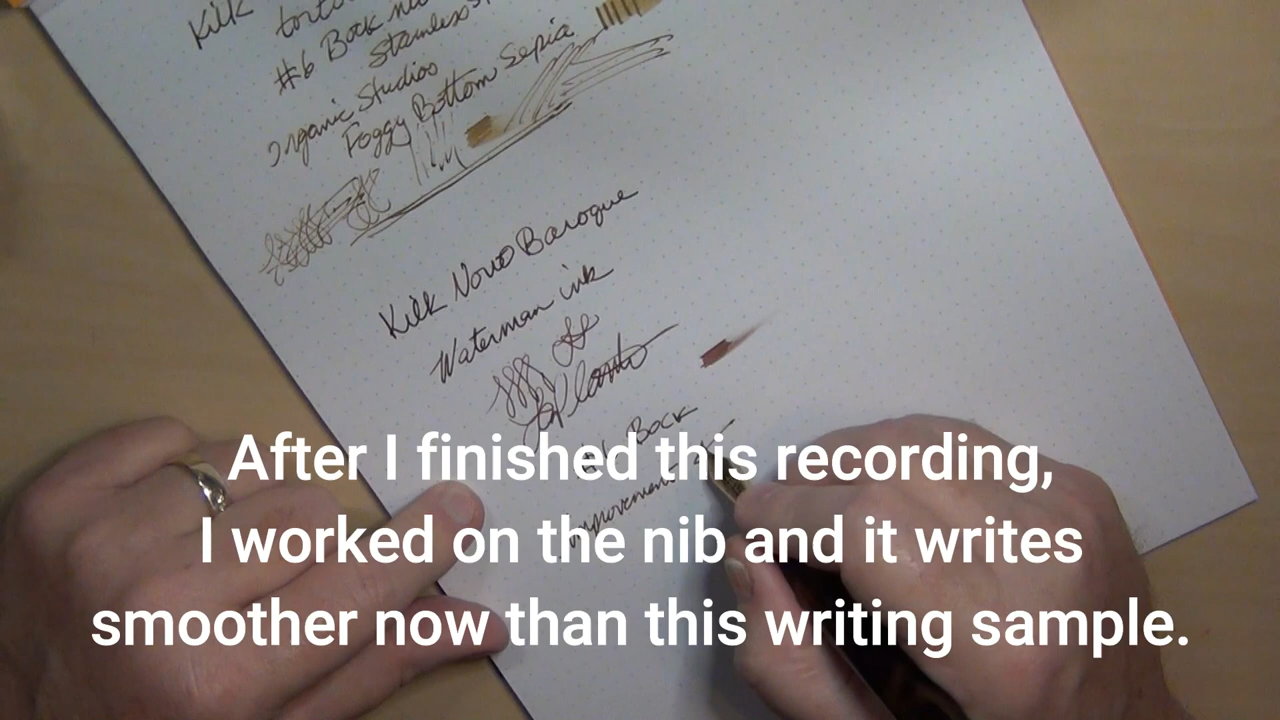 Kilk
#6 Bock
Stainless
Organic Studios
Foggy Bottom Sepia
Kilk Novo Baroque
Waterman ink
Bock
improvement
After I finished this recording,
I worked on the nib and it writes
smoother now than this writing sample.